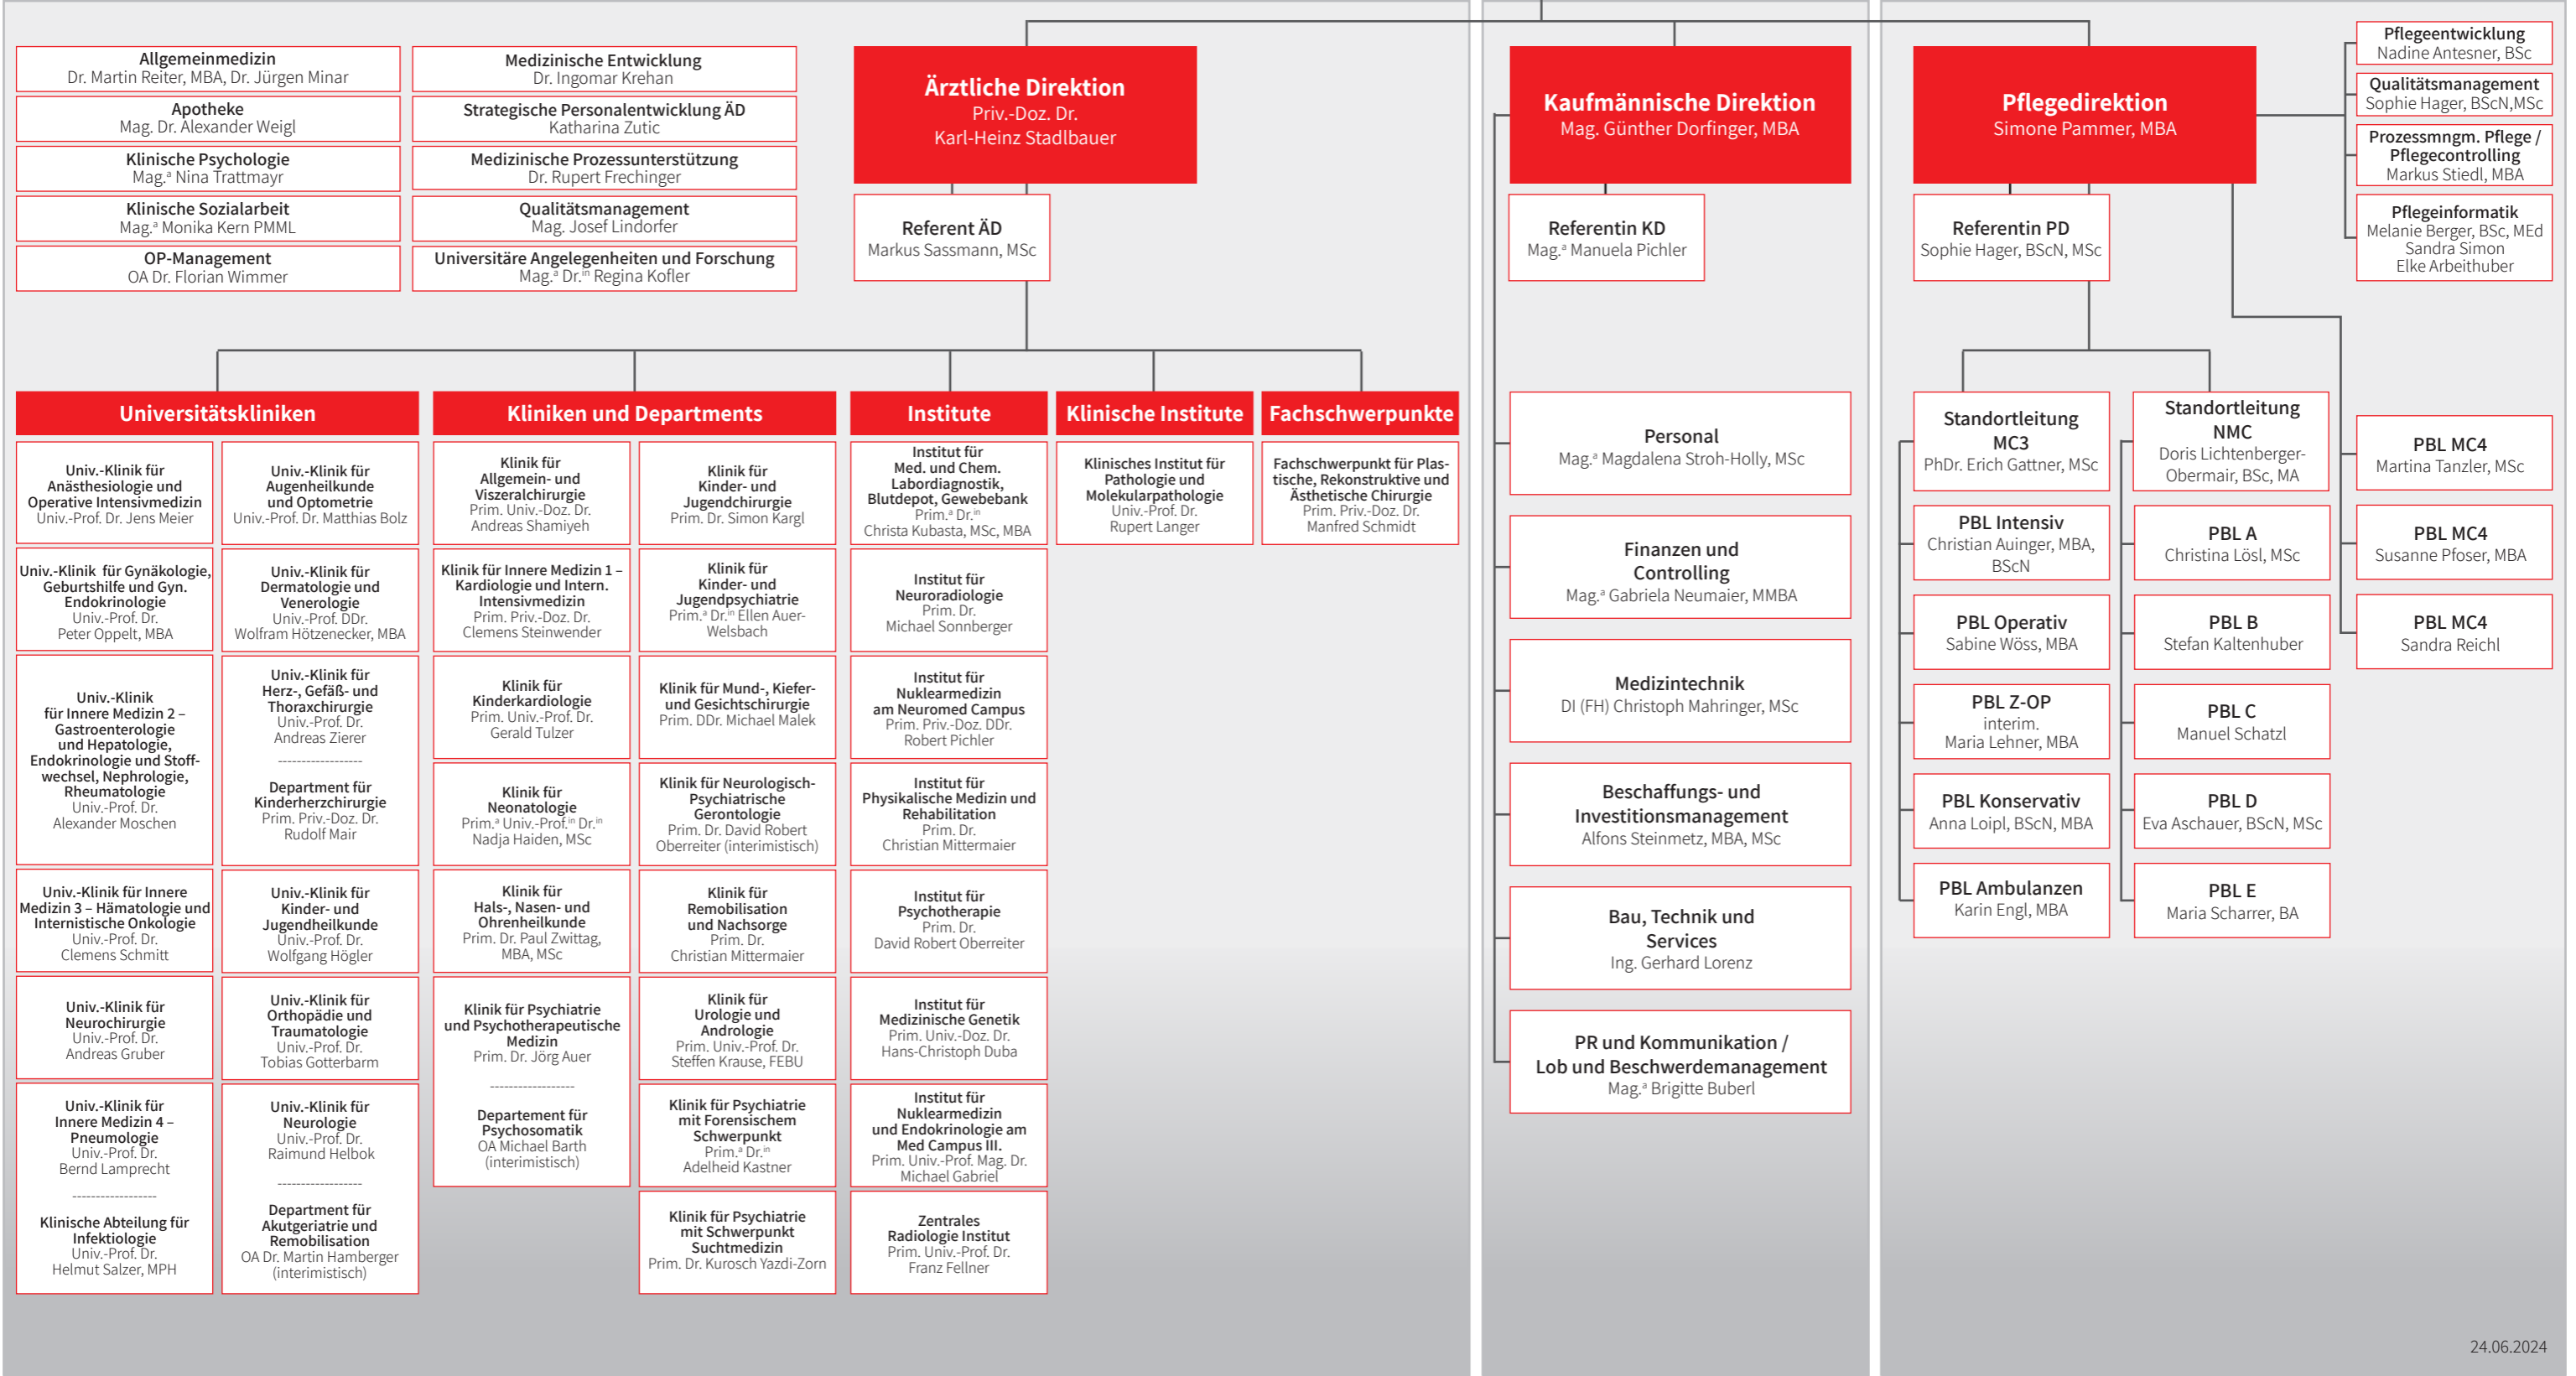 Allgemeinmedizin
Dr. Martin Reiter, MBA, Dr. Jürgen Minar
Apotheke
Mag. Dr. Alexander Weigl
Klinische Psychologie
Mag.ª Nina Trattmayr
Klinische Sozialarbeit
Mag.ª Monika Kern PMML
OP-Management
OA Dr. Florian Wimmer
Medizinische Entwicklung
Dr. Ingomar Krehan
Strategische Personalentwicklung ÄD
Katharina Zutic
Medizinische Prozessunterstützung
Dr. Rupert Frechinger
Qualitätsmanagement
Mag. Josef Lindorfer
Universitäre Angelegenheiten und Forschung
Mag.ª Dr.ⁱⁿ Regina Kofler
Ärztliche Direktion
Priv.-Doz. Dr.
Karl-Heinz Stadlbauer
Referent ÄD
Markus Sassmann, MSc
Universitätskliniken
Univ.-Klinik für
Anästhesiologie und
Operative Intensivmedizin
Univ.-Prof. Dr. Jens Meier
Univ.-Klinik für Gynäkologie,
Geburtshilfe und Gyn.
Endokrinologie
Univ.-Prof. Dr.
Peter Oppelt, MBA
Univ.-Klinik
für Innere Medizin 2 –
Gastroenterologie
und Hepatologie,
Endokrinologie und Stoff-
wechsel, Nephrologie,
Rheumatologie
Univ.-Prof. Dr.
Alexander Moschen
Univ.-Klinik für Innere
Medizin 3 – Hämatologie und
Internistische Onkologie
Univ.-Prof. Dr.
Clemens Schmitt
Univ.-Klinik für
Neurochirurgie
Univ.-Prof. Dr.
Andreas Gruber
Univ.-Klinik für
Innere Medizin 4 –
Pneumologie
Univ.-Prof. Dr.
Bernd Lamprecht
------------------
Klinische Abteilung für
Infektiologie
Univ.-Prof. Dr.
Helmut Salzer, MPH
Univ.-Klinik für
Augenheilkunde
und Optometrie
Univ.-Prof. Dr. Matthias Bolz
Univ.-Klinik für
Dermatologie und
Venerologie
Univ.-Prof. DDr.
Wolfram Hötzenecker, MBA
Univ.-Klinik für
Herz-, Gefäß- und
Thoraxchirurgie
Univ.-Prof. Dr.
Andreas Zierer
------------------
Department für
Kinderherzchirurgie
Prim. Priv.-Doz. Dr.
Rudolf Mair
Univ.-Klinik für
Kinder- und
Jugendheilkunde
Univ.-Prof. Dr.
Wolfgang Högler
Univ.-Klinik für
Orthopädie und
Traumatologie
Univ.-Prof. Dr.
Tobias Gotterbarm
Univ.-Klinik für
Neurologie
Univ.-Prof. Dr.
Raimund Helbok
------------------
Department für
Akutgeriatrie und
Remobilisation
OA Dr. Martin Hamberger
(interimistisch)
Kliniken und Departments
Klinik für
Allgemein- und
Viszeralchirurgie
Prim. Univ.-Doz. Dr.
Andreas Shamiyeh
Klinik für Innere Medizin 1 –
Kardiologie und Intern.
Intensivmedizin
Prim. Priv.-Doz. Dr.
Clemens Steinwender
Klinik für
Kinderkardiologie
Prim. Univ.-Prof. Dr.
Gerald Tulzer
Klinik für
Neonatologie
Prim.ª Univ.-Prof.ⁱⁿ Dr.ⁱⁿ
Nadja Haiden, MSc
Klinik für
Hals-, Nasen- und
Ohrenheilkunde
Prim. Dr. Paul Zwittag,
MBA, MSc
Klinik für Psychiatrie
und Psychotherapeutische
Medizin
Prim. Dr. Jörg Auer
------------------
Departement für
Psychosomatik
OA Michael Barth
(interimistisch)
Klinik für
Kinder- und
Jugendchirurgie
Prim. Dr. Simon Kargl
Klinik für
Kinder- und
Jugendpsychiatrie
Prim.ª Dr.ⁱⁿ Ellen Auer-
Welsbach
Klinik für Mund-, Kiefer-
und Gesichtschirurgie
Prim. DDr. Michael Malek
Klinik für Neurologisch-
Psychiatrische
Gerontologie
Prim. Dr. David Robert
Oberreiter (interimistisch)
Klinik für
Remobilisation
und Nachsorge
Prim. Dr.
Christian Mittermaier
Klinik für
Urologie und
Andrologie
Prim. Univ.-Prof. Dr.
Steffen Krause, FEBU
Klinik für Psychiatrie
mit Forensischem
Schwerpunkt
Prim.ª Dr.ⁱⁿ
Adelheid Kastner
Klinik für Psychiatrie
mit Schwerpunkt
Suchtmedizin
Prim. Dr. Kurosch Yazdi-Zorn
Institute
Institut für
Med. und Chem.
Labordiagnostik,
Blutdepot, Gewebebank
Prim.ª Dr.ⁱⁿ
Christa Kubasta, MSc, MBA
Institut für
Neuroradiologie
Prim. Dr.
Michael Sonnberger
Institut für
Nuklearmedizin
am Neuromed Campus
Prim. Priv.-Doz. DDr.
Robert Pichler
Institut für
Physikalische Medizin und
Rehabilitation
Prim. Dr.
Christian Mittermaier
Institut für
Psychotherapie
Prim. Dr.
David Robert Oberreiter
Institut für
Medizinische Genetik
Prim. Univ.-Doz. Dr.
Hans-Christoph Duba
Institut für
Nuklearmedizin
und Endokrinologie am
Med Campus III.
Prim. Univ.-Prof. Mag. Dr.
Michael Gabriel
Zentrales
Radiologie Institut
Prim. Univ.-Prof. Dr.
Franz Fellner
Klinische Institute
Klinisches Institut für
Pathologie und
Molekularpathologie
Univ.-Prof. Dr.
Rupert Langer
Fachschwerpunkte
Fachschwerpunkt für Plas-
tische, Rekonstruktive und
Ästhetische Chirurgie
Prim. Priv.-Doz. Dr.
Manfred Schmidt
Kaufmännische Direktion
Mag. Günther Dorfinger, MBA
Referentin KD
Mag.ª Manuela Pichler
Personal
Mag.ª Magdalena Stroh-Holly, MSc
Finanzen und
Controlling
Mag.ª Gabriela Neumaier, MMBA
Medizintechnik
DI (FH) Christoph Mahringer, MSc
Beschaffungs- und
Investitionsmanagement
Alfons Steinmetz, MBA, MSc
Bau, Technik und
Services
Ing. Gerhard Lorenz
PR und Kommunikation /
Lob und Beschwerdemanagement
Mag.ª Brigitte Buberl
Pflegedirektion
Simone Pammer, MBA
Referentin PD
Sophie Hager, BScN, MSc
Pflegeentwicklung
Nadine Antesner, BSc
Qualitätsmanagement
Sophie Hager, BScN,MSc
Prozessmngm. Pflege /
Pflegecontrolling
Markus Stiedl, MBA
Pflegeinformatik
Melanie Berger, BSc, MEd
Sandra Simon
Elke Arbeithuber
Standortleitung
MC3
PhDr. Erich Gattner, MSc
PBL Intensiv
Christian Auinger, MBA,
BScN
PBL Operativ
Sabine Wöss, MBA
PBL Z-OP
interim.
Maria Lehner, MBA
PBL Konservativ
Anna Loipl, BScN, MBA
PBL Ambulanzen
Karin Engl, MBA
Standortleitung
NMC
Doris Lichtenberger-
Obermair, BSc, MA
PBL A
Christina Lösl, MSc
PBL B
Stefan Kaltenhuber
PBL C
Manuel Schatzl
PBL D
Eva Aschauer, BScN, MSc
PBL E
Maria Scharrer, BA
PBL MC4
Martina Tanzler, MSc
PBL MC4
Susanne Pfoser, MBA
PBL MC4
Sandra Reichl
24.06.2024